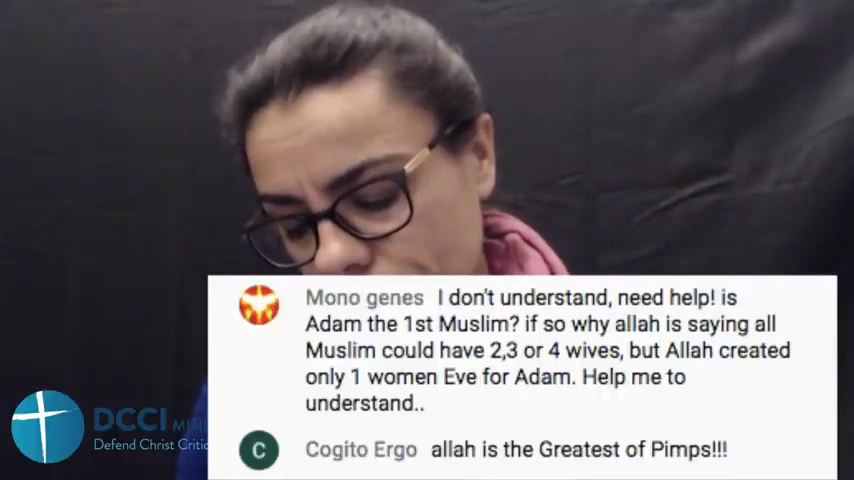 Mono genes I don't understand, need help! is
Adam the 1st Muslim? if so why allah is saying all
Muslim could have 2,3 or 4 wives, but Allah created
only 1 women Eve for Adam. Help me to
understand..
C Cogito Ergo allah is the Greatest of Pimps!!!
DCCI
Defend Christ